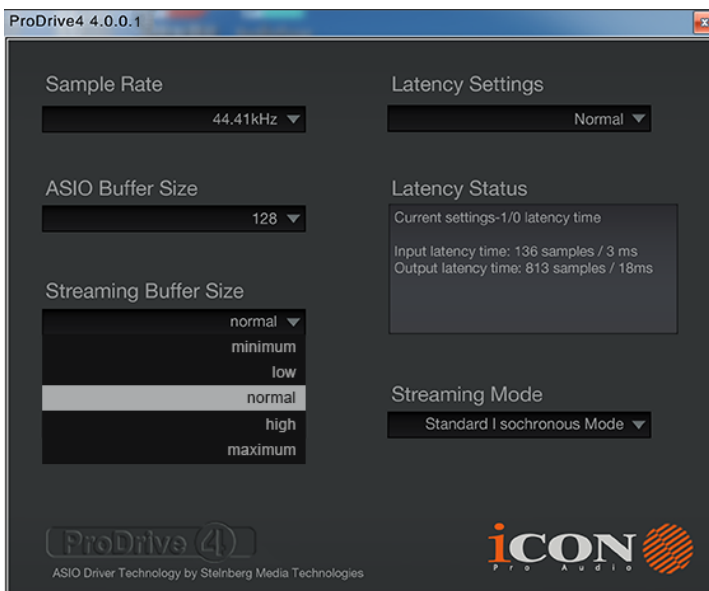 ProDrive4 4.0.0.1
x
Sample Rate
44.41kHz
ASIO Buffer Size
128
Streaming Buffer Size
normal
minimum
low
normal
high
maximum
Latency Settings
Normal
Latency Status
Current settings-1/0 latency time
Input latency time: 136 samples / 3 ms
Output latency time: 813 samples / 18ms
Streaming Mode
Standard I sochronous Mode
ProDrive 4
ASIO Driver Technology by Stelnberg Media Technologies
iCON
Pro Audio